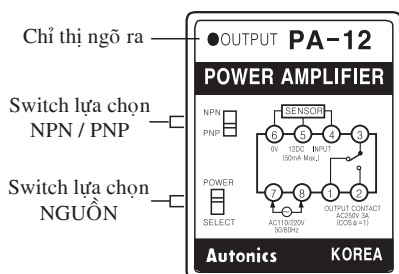 Chỉ thị ngõ ra
OUTPUT PA-12
POWER AMPLIFIER
Switch lựa chọn
NPN / PNP
NPN
PNP
SENSOR
6 5 4 3
0V 12DC INPUT
(50mA Max.)
Switch lựa chọn
NGUỒN
POWER
SELECT
7 8 1 2
AC110/220V
50/60Hz
OUTPUT CONTACT
AC250V 3A
(COS φ=1)
Autonics KOREA